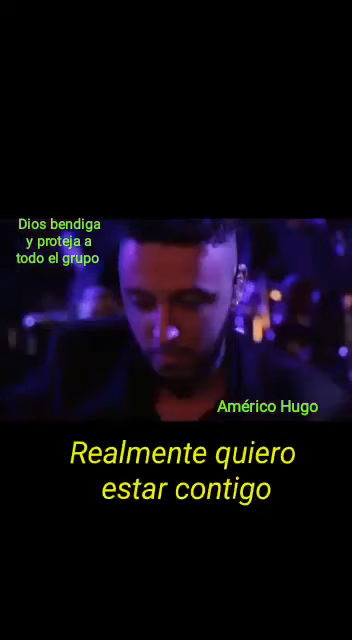 Dios bendiga
y proteja a
todo el grupo
Américo Hugo
Realmente quiero
estar contigo